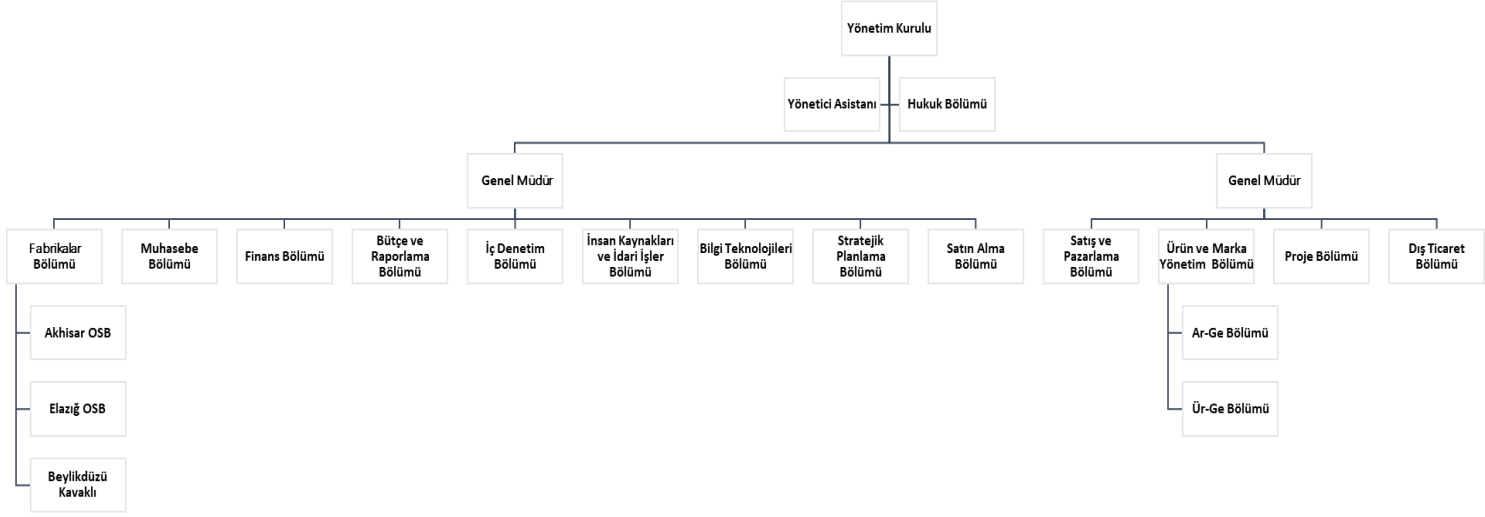 Yönetim Kurulu
Yönetici Asistanı
Hukuk Bölümü
Genel Müdür
Genel Müdür
Fabrikalar
Bölümü
Muhasebe
Bölümü
Finans Bölümü
Bütçe ve
Raporlama
Bölümü
İç Denetim
Bölümü
İnsan Kaynakları
ve İdari İşler
Bölümü
Bilgi Teknolojileri
Bölümü
Stratejik
Planlama
Bölümü
Satın Alma
Bölümü
Satış ve
Pazarlama
Bölümü
Ürün ve Marka
Yönetim Bölümü
Proje Bölümü
Dış Ticaret
Bölümü
Akhisar OSB
Elazığ OSB
Beylikdüzü
Kavaklı
Ar-Ge Bölümü
Ür-Ge Bölümü